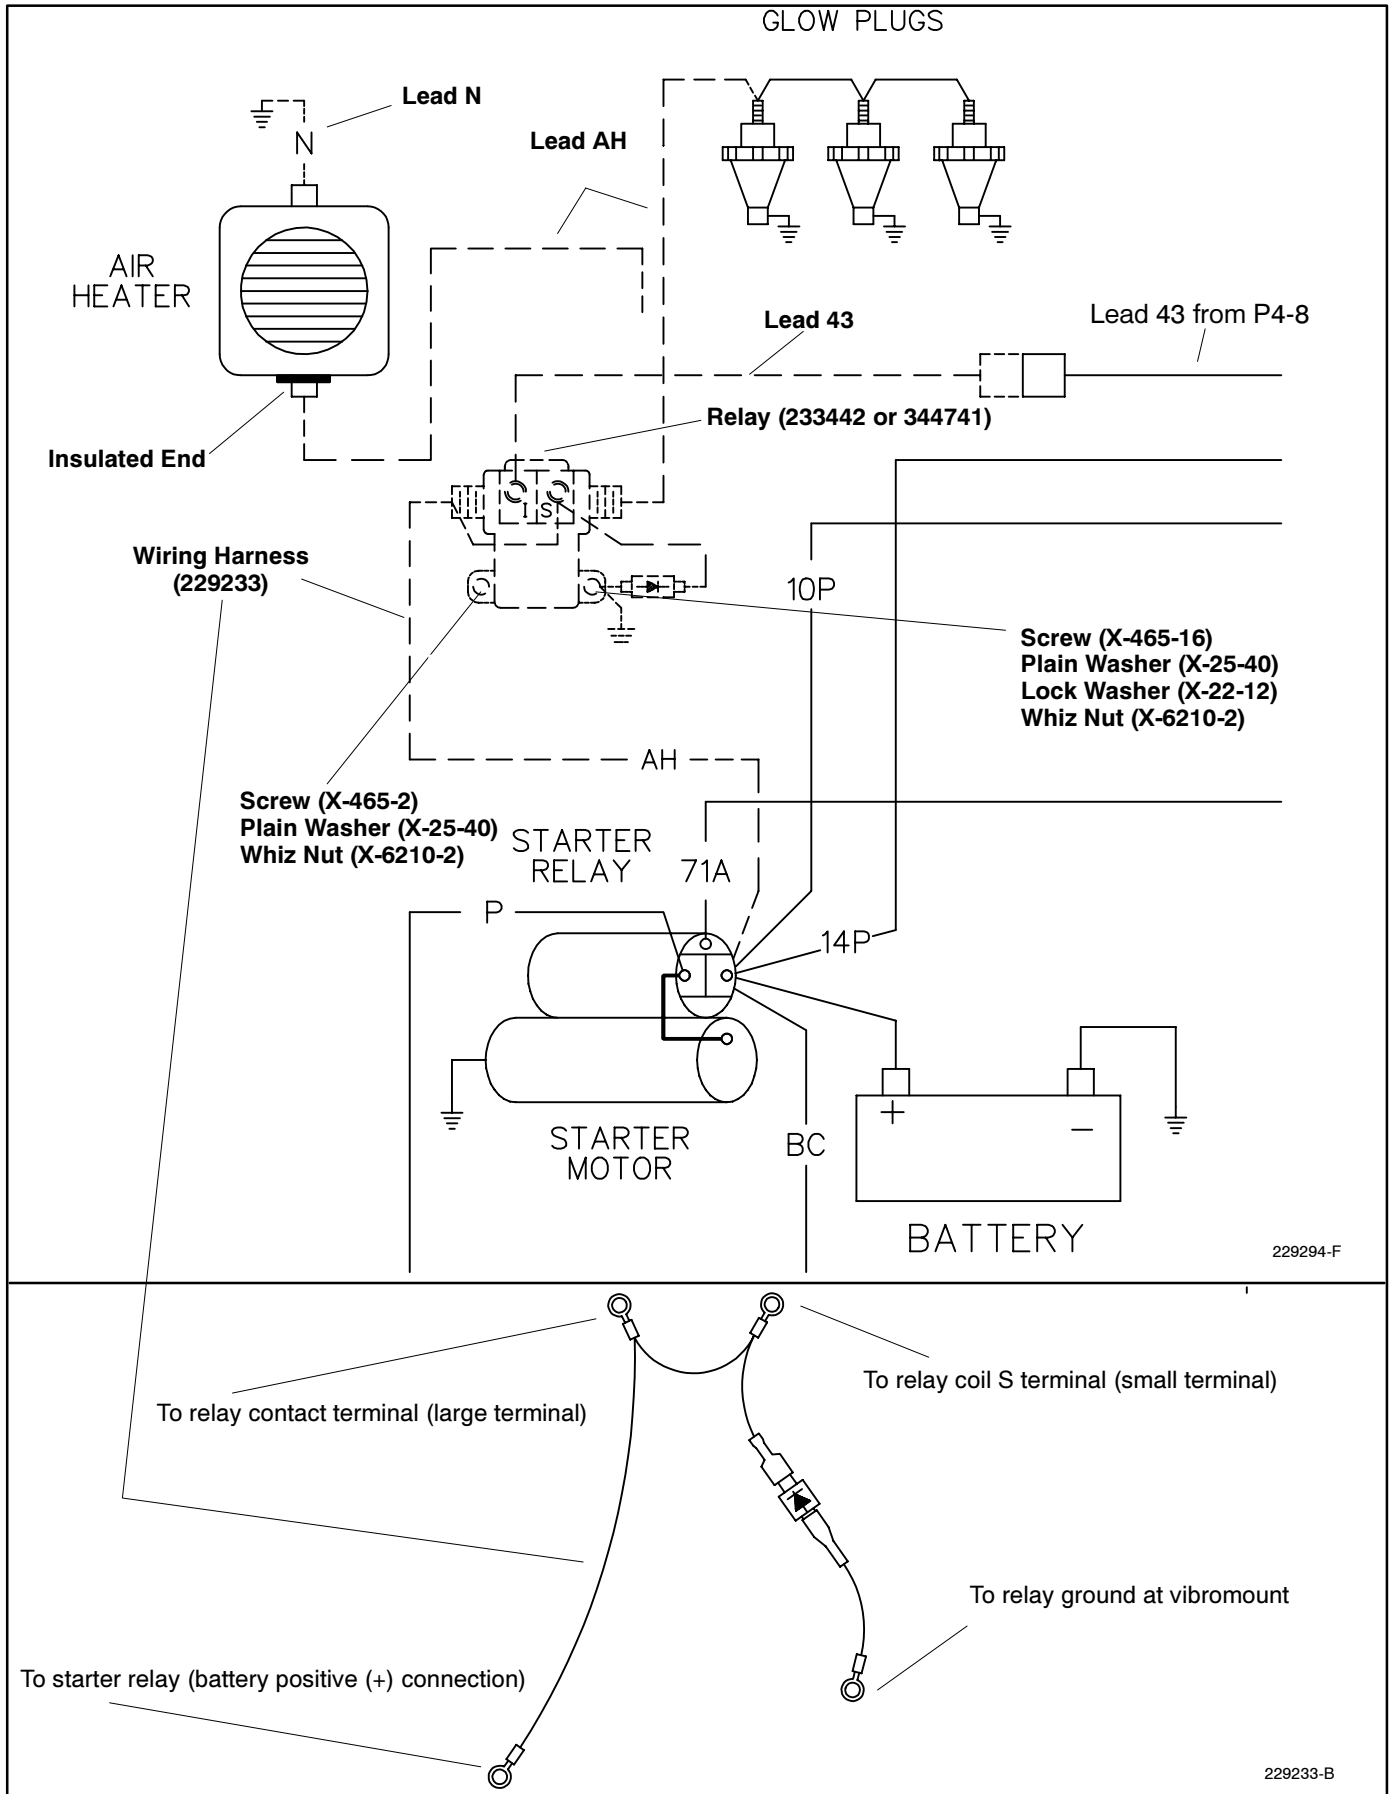 GLOW PLUGS
Lead N
N
Lead AH
AIR
HEATER
Lead 43
Lead 43 from P4-8
Relay (233442 or 344741)
Insulated End
I S
Wiring Harness
(229233)
10P
Screw (X-465-16)
Plain Washer (X-25-40)
Lock Washer (X-22-12)
Whiz Nut (X-6210-2)
AH
Screw (X-465-2)
Plain Washer (X-25-40)
Whiz Nut (X-6210-2)
STARTER
RELAY
71A
P
14P
+
−
STARTER
MOTOR
BC
BATTERY
229294-F
To relay coil S terminal (small terminal)
To relay contact terminal (large terminal)
To relay ground at vibromount
To starter relay (battery positive (+) connection)
229233-B